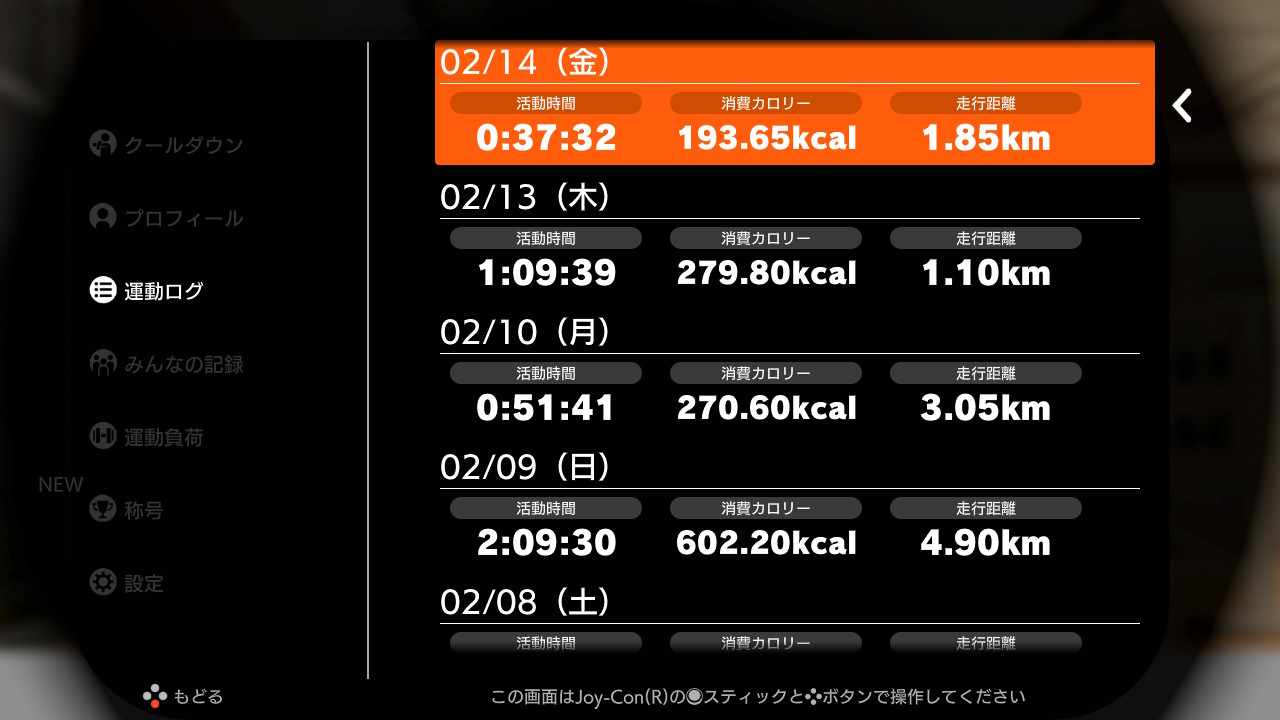 クールダウン
プロフィール
運動ログ
みんなの記録
運動負荷
NEW
称号
設定
02/14（金）
活動時間 消費カロリー 走行距離
0:37:32 193.65kcal 1.85km
02/13（木）
活動時間 消費カロリー 走行距離
1:09:39 279.80kcal 1.10km
02/10（月）
活動時間 消費カロリー 走行距離
0:51:41 270.60kcal 3.05km
02/09（日）
活動時間 消費カロリー 走行距離
2:09:30 602.20kcal 4.90km
02/08（土）
活動時間 消費カロリー 走行距離
もどる
この画面はJoy-Con(R)の◉スティックと✣ボタンで操作してください